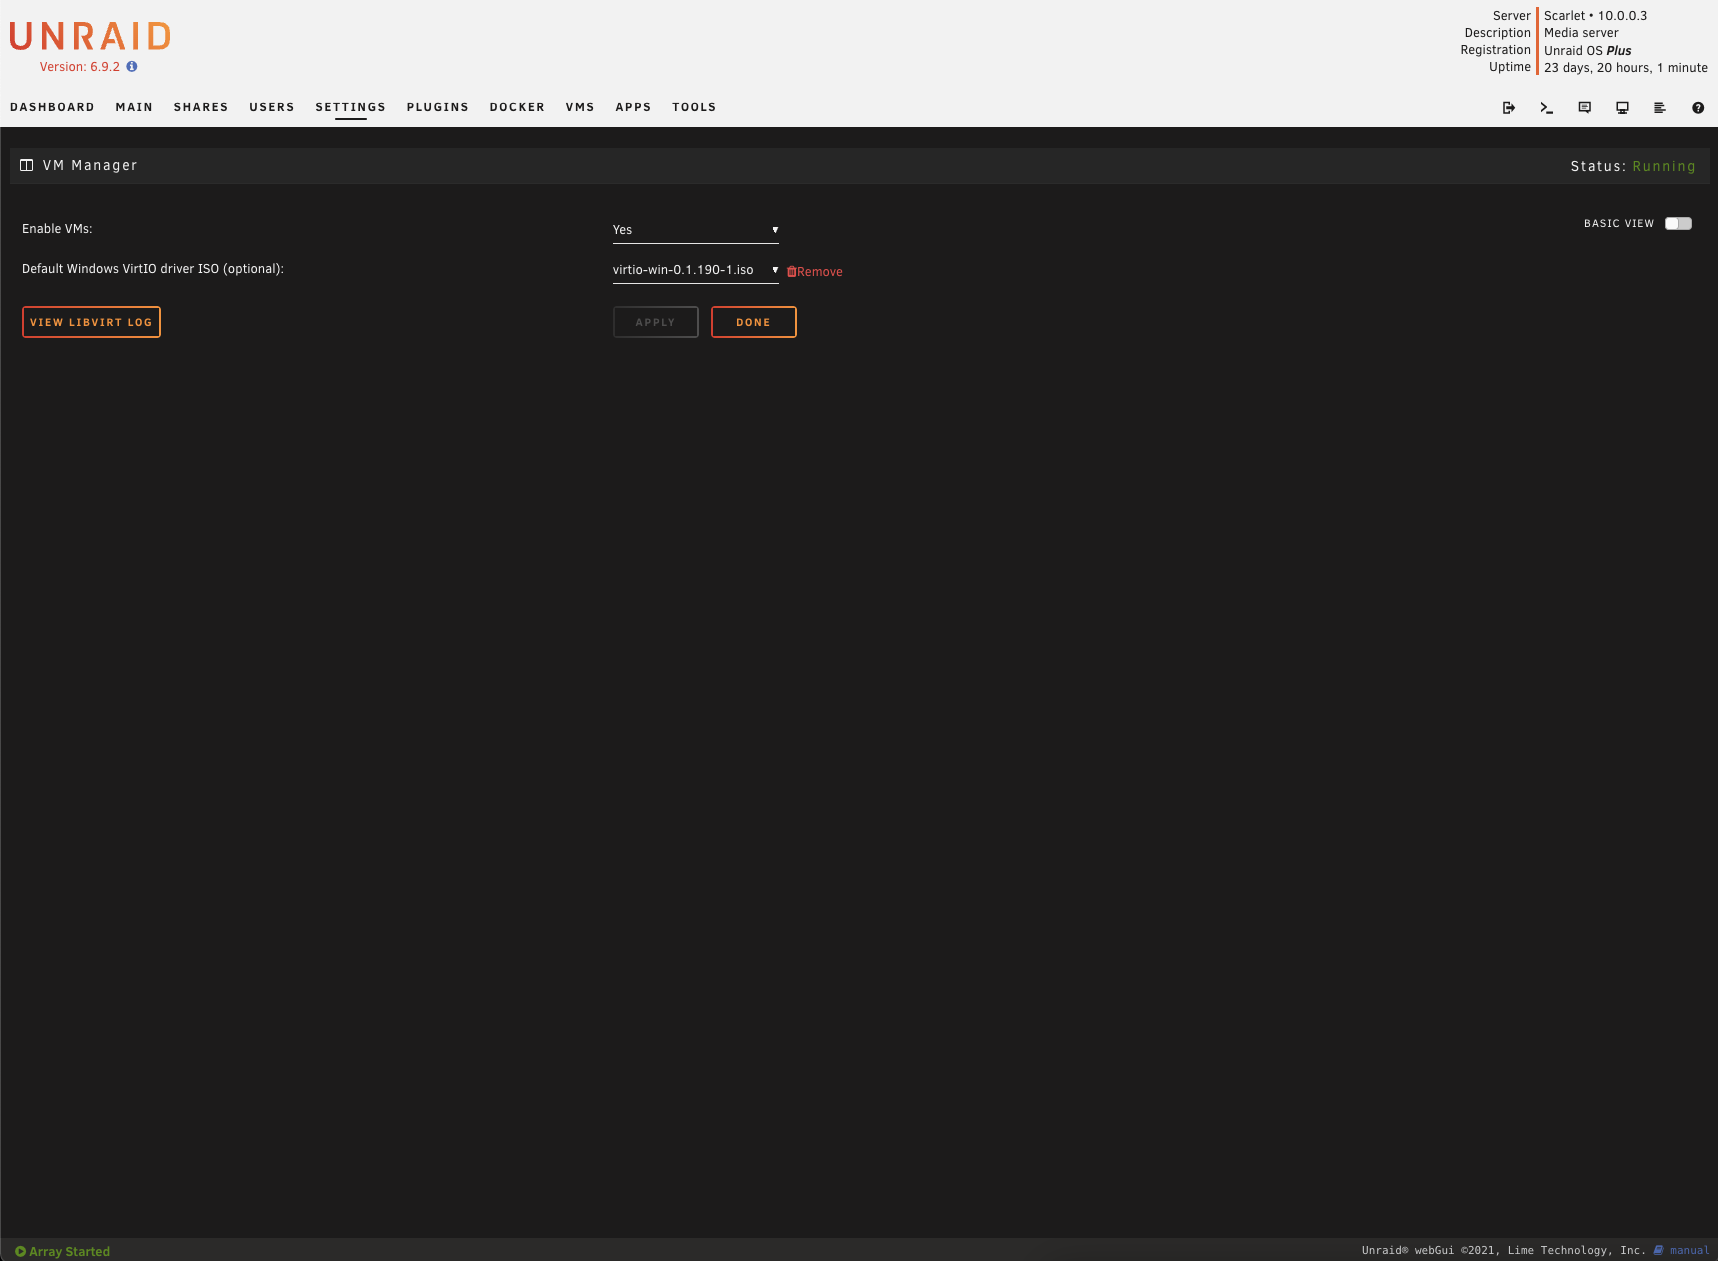 UNRAID
Version: 6.9.2
Server Scarlet • 10.0.0.3
Description Media server
Registration Unraid OS Plus
Uptime 23 days, 20 hours, 1 minute
DASHBOARD MAIN SHARES USERS SETTINGS PLUGINS DOCKER VMS APPS TOOLS
VM Manager Status: Running
BASIC VIEW
Enable VMs: Yes
Default Windows VirtIO driver ISO (optional): virtio-win-0.1.190-1.iso Remove
VIEW LIBVIRT LOG APPLY DONE
Array Started Unraid® webGui ©2021, Lime Technology, Inc. manual